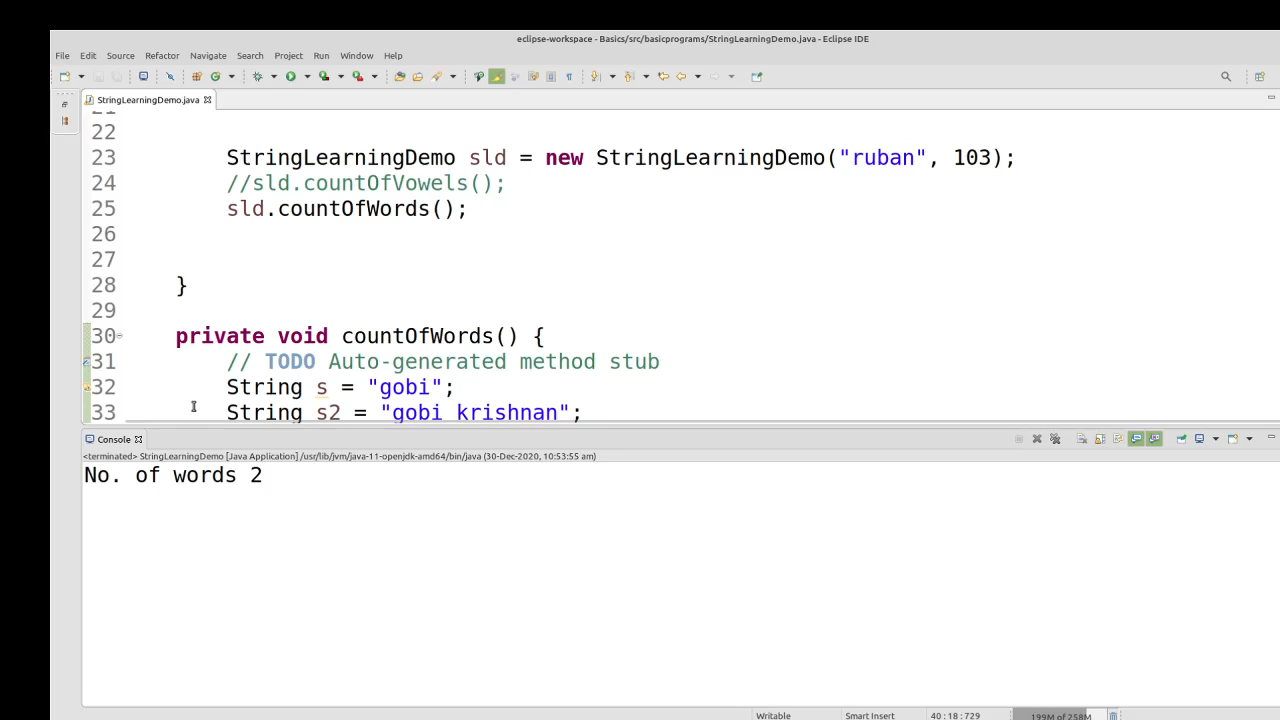 eclipse-workspace - Basics/src/basicprograms/StringLearningDemo.java - Eclipse IDE
File Edit Source Refactor Navigate Search Project Run Window Help
StringLearningDemo.java
21
22
23 StringLearningDemo sld = new StringLearningDemo("ruban", 103);
24 //sld.countOfVowels();
25 sld.countOfWords();
26
27
28 }
29
30 private void countOfWords() {
31 // TODO Auto-generated method stub
32 String s = "gobi";
33 String s2 = "gobi krishnan";
Console
<terminated> StringLearningDemo [Java Application] /usr/lib/jvm/java-11-openjdk-amd64/bin/java (30-Dec-2020, 10:53:55 am)
No. of words 2
Writable Smart Insert 40 : 18 : 729 199M of 258M